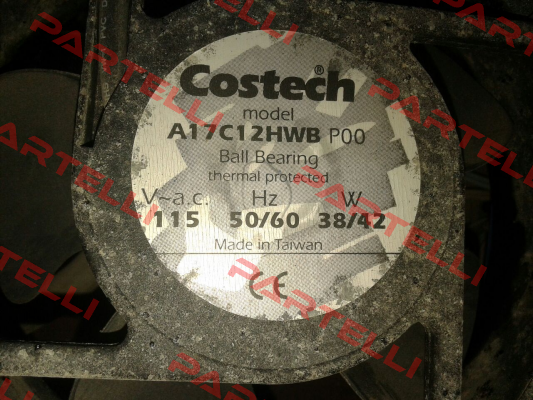 Costech®
model
A17C12HWB P00
Ball Bearing
thermal protected
V~a.c. Hz W
115 50/60 38/42
Made in Taiwan
CE
PARTELLI
PARTELLI
PARTELLI
PARTELLI
PARTELLI
PARTELLI